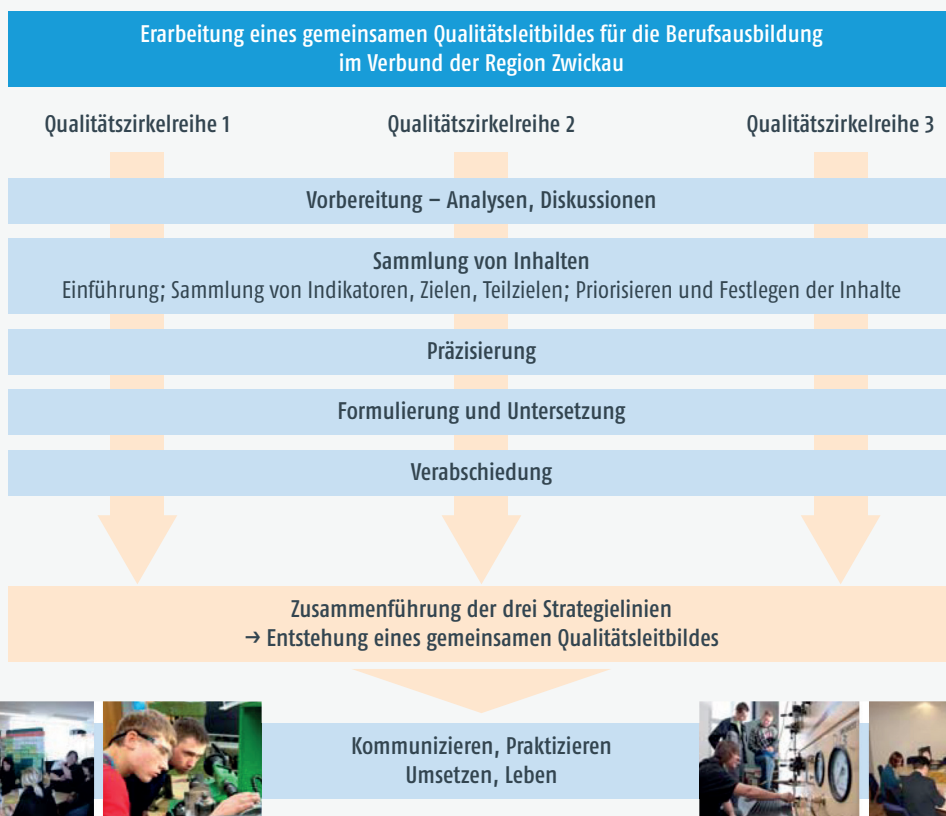 Erarbeitung eines gemeinsamen Qualitätsleitbildes für die Berufsausbildung
im Verbund der Region Zwickau
Qualitätszirkelreihe 1
Qualitätszirkelreihe 2
Qualitätszirkelreihe 3
Vorbereitung – Analysen, Diskussionen
Sammlung von Inhalten
Einführung; Sammlung von Indikatoren, Zielen, Teilzielen; Priorisieren und Festlegen der Inhalte
Präzisierung
Formulierung und Untersetzung
Verabschiedung
Zusammenführung der drei Strategielinien
→ Entstehung eines gemeinsamen Qualitätsleitbildes
Kommunizieren, Praktizieren
Umsetzen, Leben